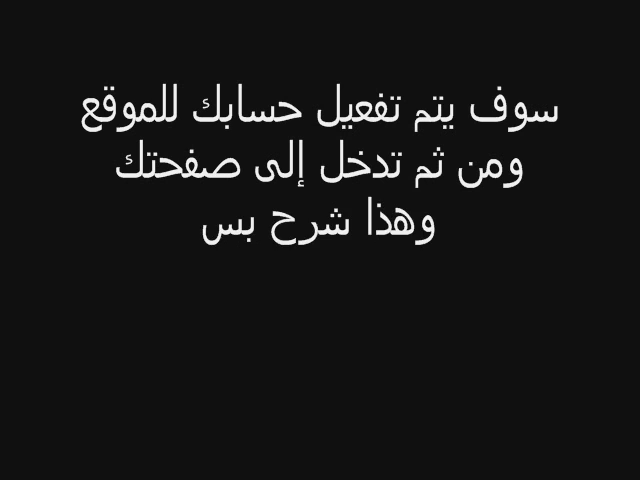 سوف يتم تفعيل حسابك للموقع
ومن ثم تدخل إلى صفحتك
وهذا شرح بس